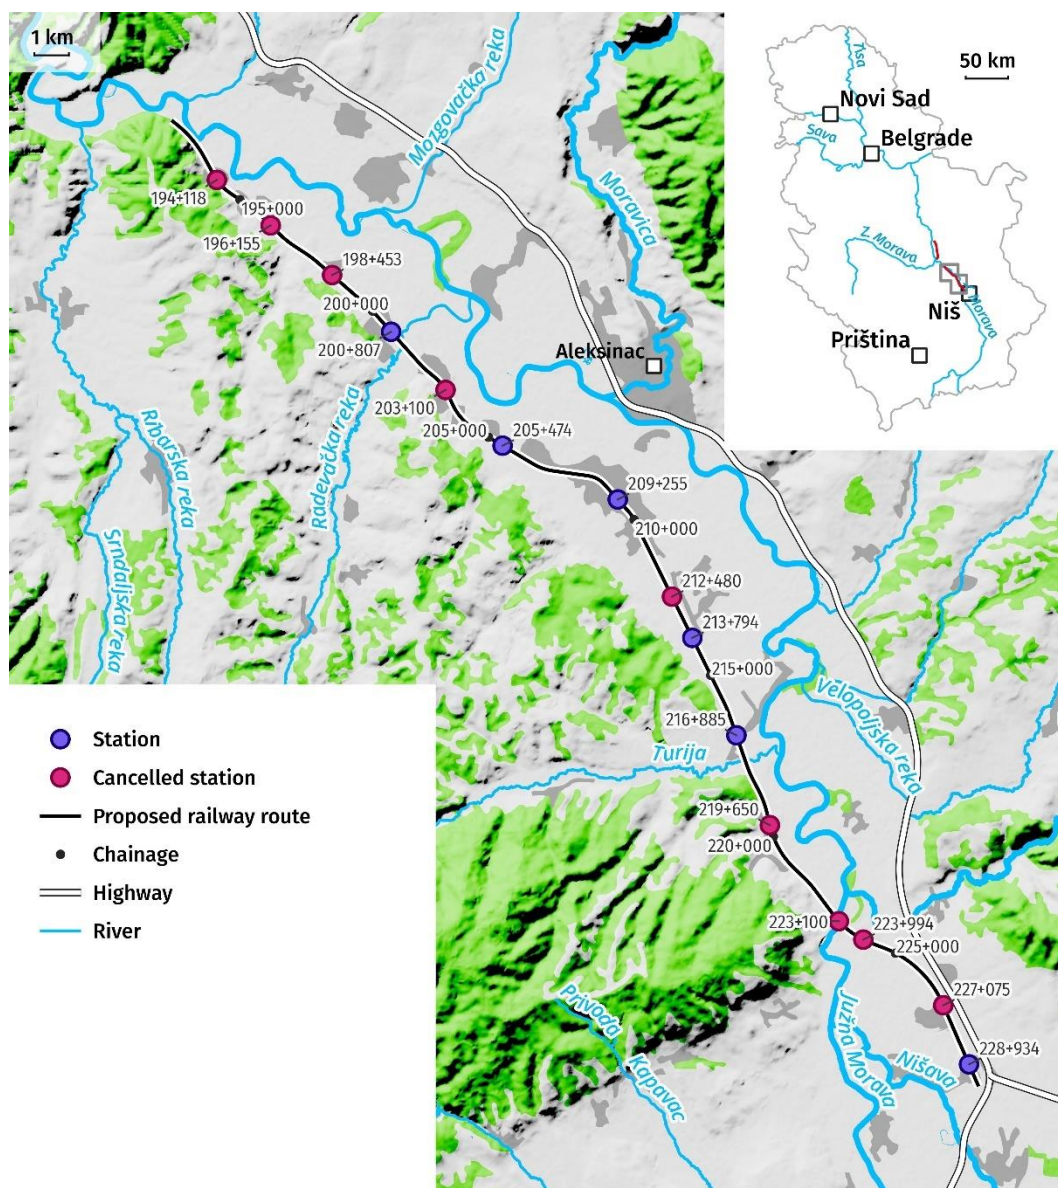 1 km
Mozgovačka reka
Moravica
194+118
195+000
196+155
198+453
200+000
200+807
Aleksinac
203+100
205+000
205+474
Ribarska reka
Srndaljska reka
Radevačka reka
209+255
210+000
212+480
213+794
215+000
216+885
Velopoljska reka
Turija
219+650
220+000
223+100
223+994
225+000
227+075
228+934
Privoda
Kapavac
Južna Morava
Nišava
50 km
Tisa
Novi Sad
Sava
Belgrade
Z. Morava
Morava
Niš
Priština
Station
Cancelled station
Proposed railway route
Chainage
Highway
River